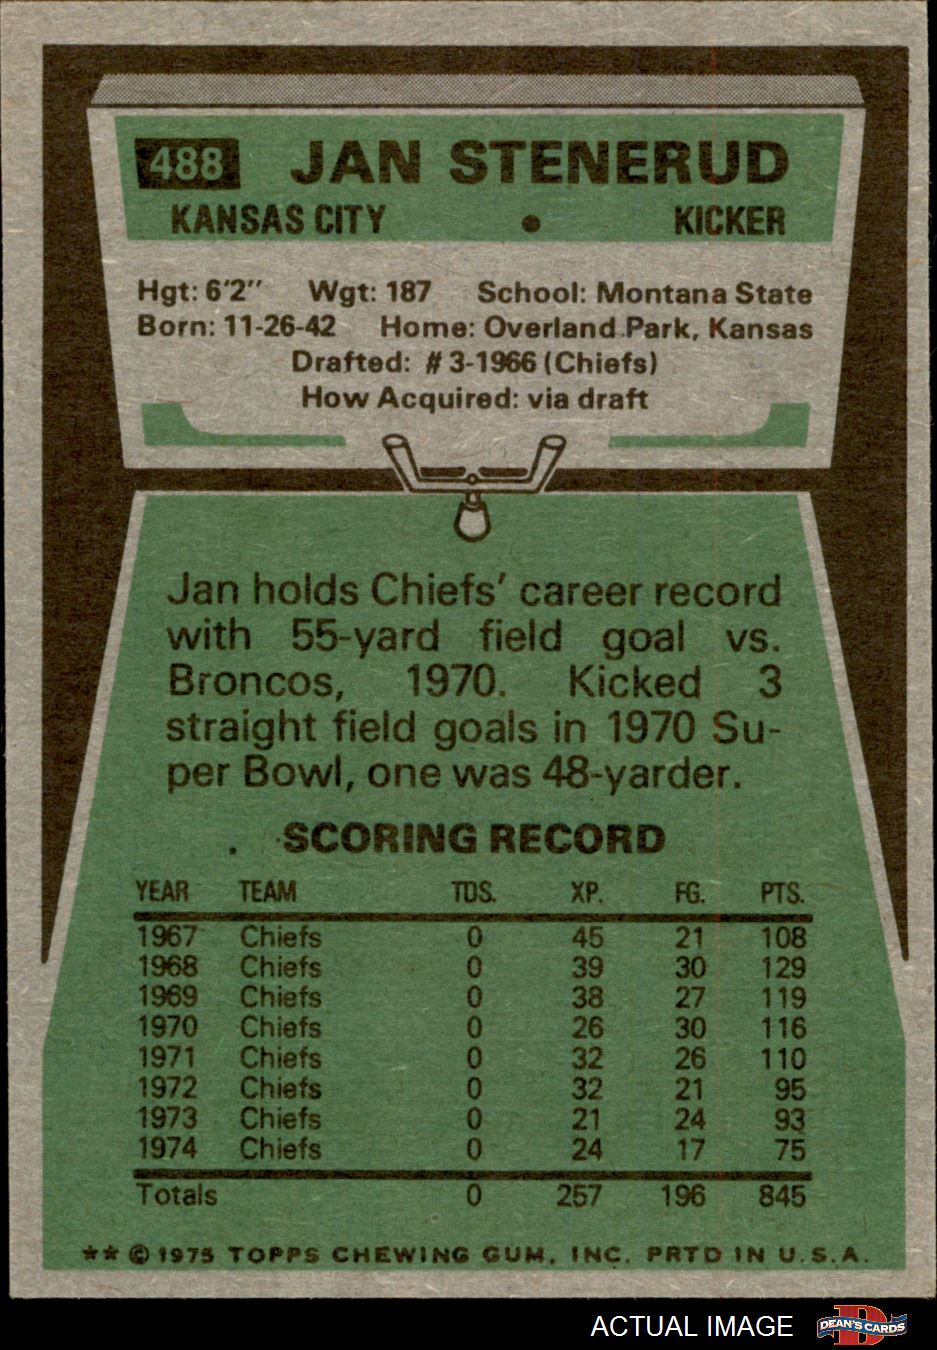 488 JAN STENERUD
KANSAS CITY • KICKER
Hgt: 6'2" Wgt: 187 School: Montana State
Born: 11-26-42 Home: Overland Park, Kansas
Drafted: #3-1966 (Chiefs)
How Acquired: via draft
Jan holds Chiefs' career record
with 55-yard field goal vs.
Broncos, 1970. Kicked 3
straight field goals in 1970 Su-
per Bowl, one was 48-yarder.
SCORING RECORD
YEAR TEAM TDS. XP. FG. PTS.
1967 Chiefs 0 45 21 108
1968 Chiefs 0 39 30 129
1969 Chiefs 0 38 27 119
1970 Chiefs 0 26 30 116
1971 Chiefs 0 32 26 110
1972 Chiefs 0 32 21 95
1973 Chiefs 0 21 24 93
1974 Chiefs 0 24 17 75
Totals 0 257 196 845
** © 1975 TOPPS CHEWING GUM, INC. PRTD IN U.S.A.
ACTUAL IMAGE
D
DEAN'S CARDS